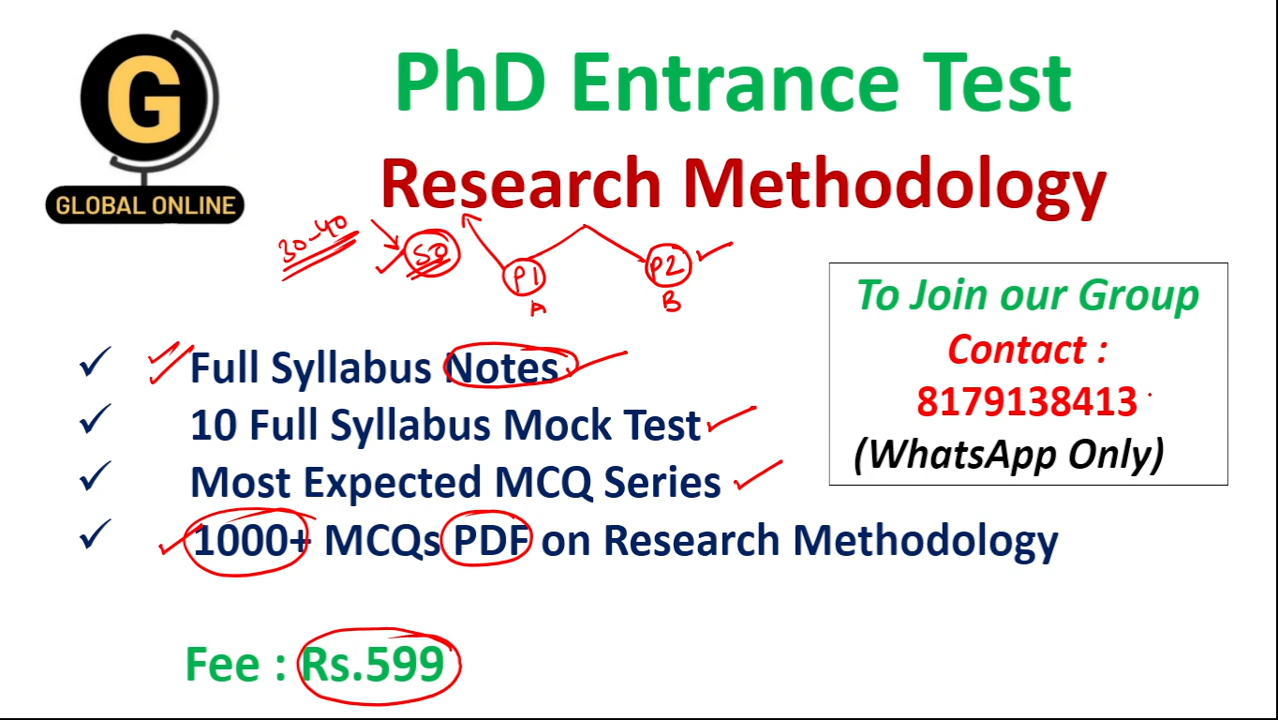 G
GLOBAL ONLINE
PhD Entrance Test
Research Methodology
30-40
50
P1
P2
A
B
Full Syllabus Notes
10 Full Syllabus Mock Test
Most Expected MCQ Series
1000+ MCQs PDF on Research Methodology
Fee : Rs.599
To Join our Group
Contact :
8179138413
(WhatsApp Only)